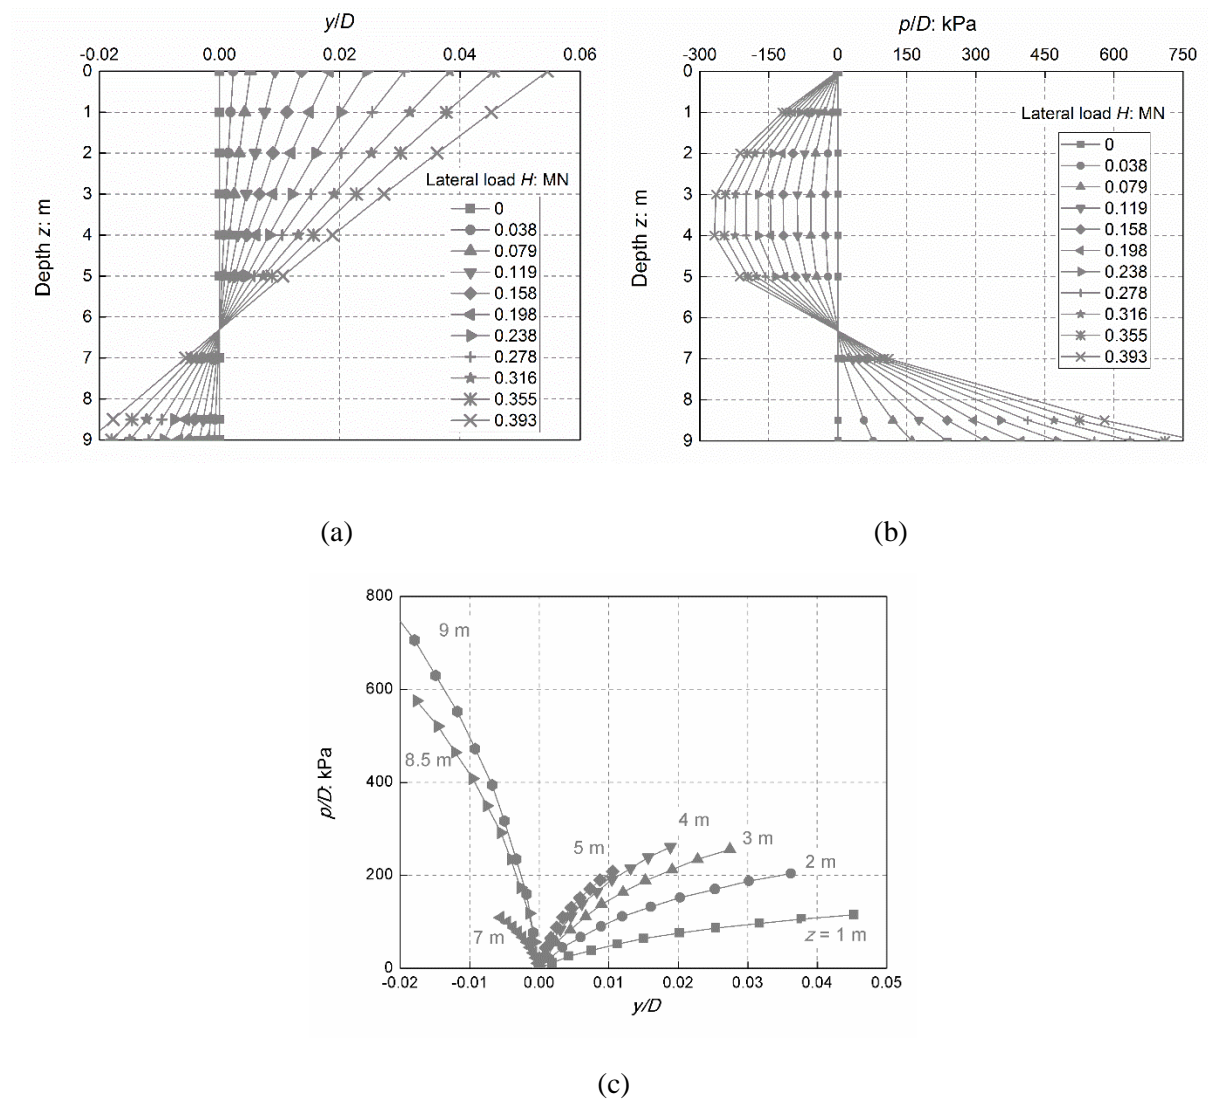 y/D
-0.02 0.00 0.02 0.04 0.06
0
1
2
3
4
5
6
7
8
9
Depth z: m
Lateral load H: MN
0
0.038
0.079
0.119
0.158
0.198
0.238
0.278
0.316
0.355
0.393
(a)
p/D: kPa
-300 -150 0 150 300 450 600 750
0
1
2
3
4
5
6
7
8
9
Depth z: m
Lateral load H: MN
0
0.038
0.079
0.119
0.158
0.198
0.238
0.278
0.316
0.355
0.393
(b)
800
600
400
200
0
p/D: kPa
9 m
8.5 m
7 m
5 m
4 m
3 m
2 m
z = 1 m
-0.02 -0.01 0.00 0.01 0.02 0.03 0.04 0.05
y/D
(c)